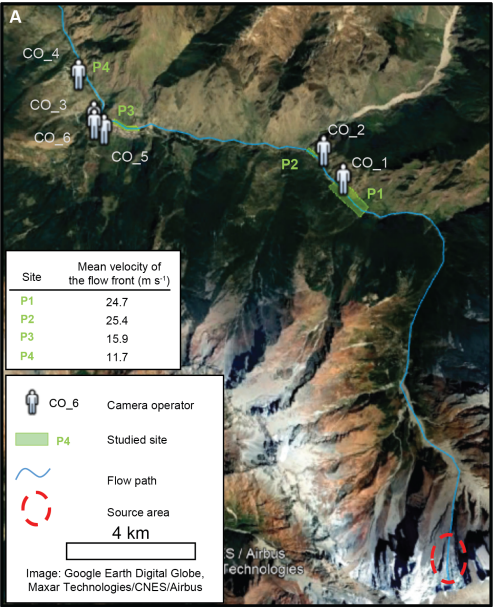 A
CO_4
P4
CO_3
P3
CO_6
CO_5
CO_2
P2
CO_1
P1
Site
Mean velocity of
the flow front (m s⁻¹)
P1 24.7
P2 25.4
P3 15.9
P4 11.7
CO_6 Camera operator
P4 Studied site
Flow path
Source area
4 km
Image: Google Earth Digital Globe,
Maxar Technologies/CNES/Airbus
S / Airbus
Technologies